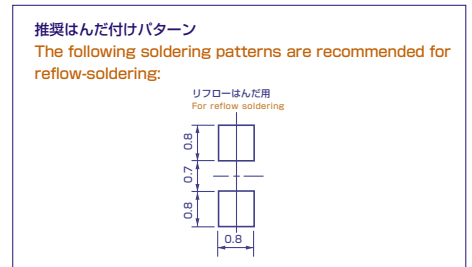 推奨はんだ付けパターン
The following soldering patterns are recommended for
reflow-soldering:
リフローはんだ用
For reflow soldering
0.8
0.7
0.8
0.8